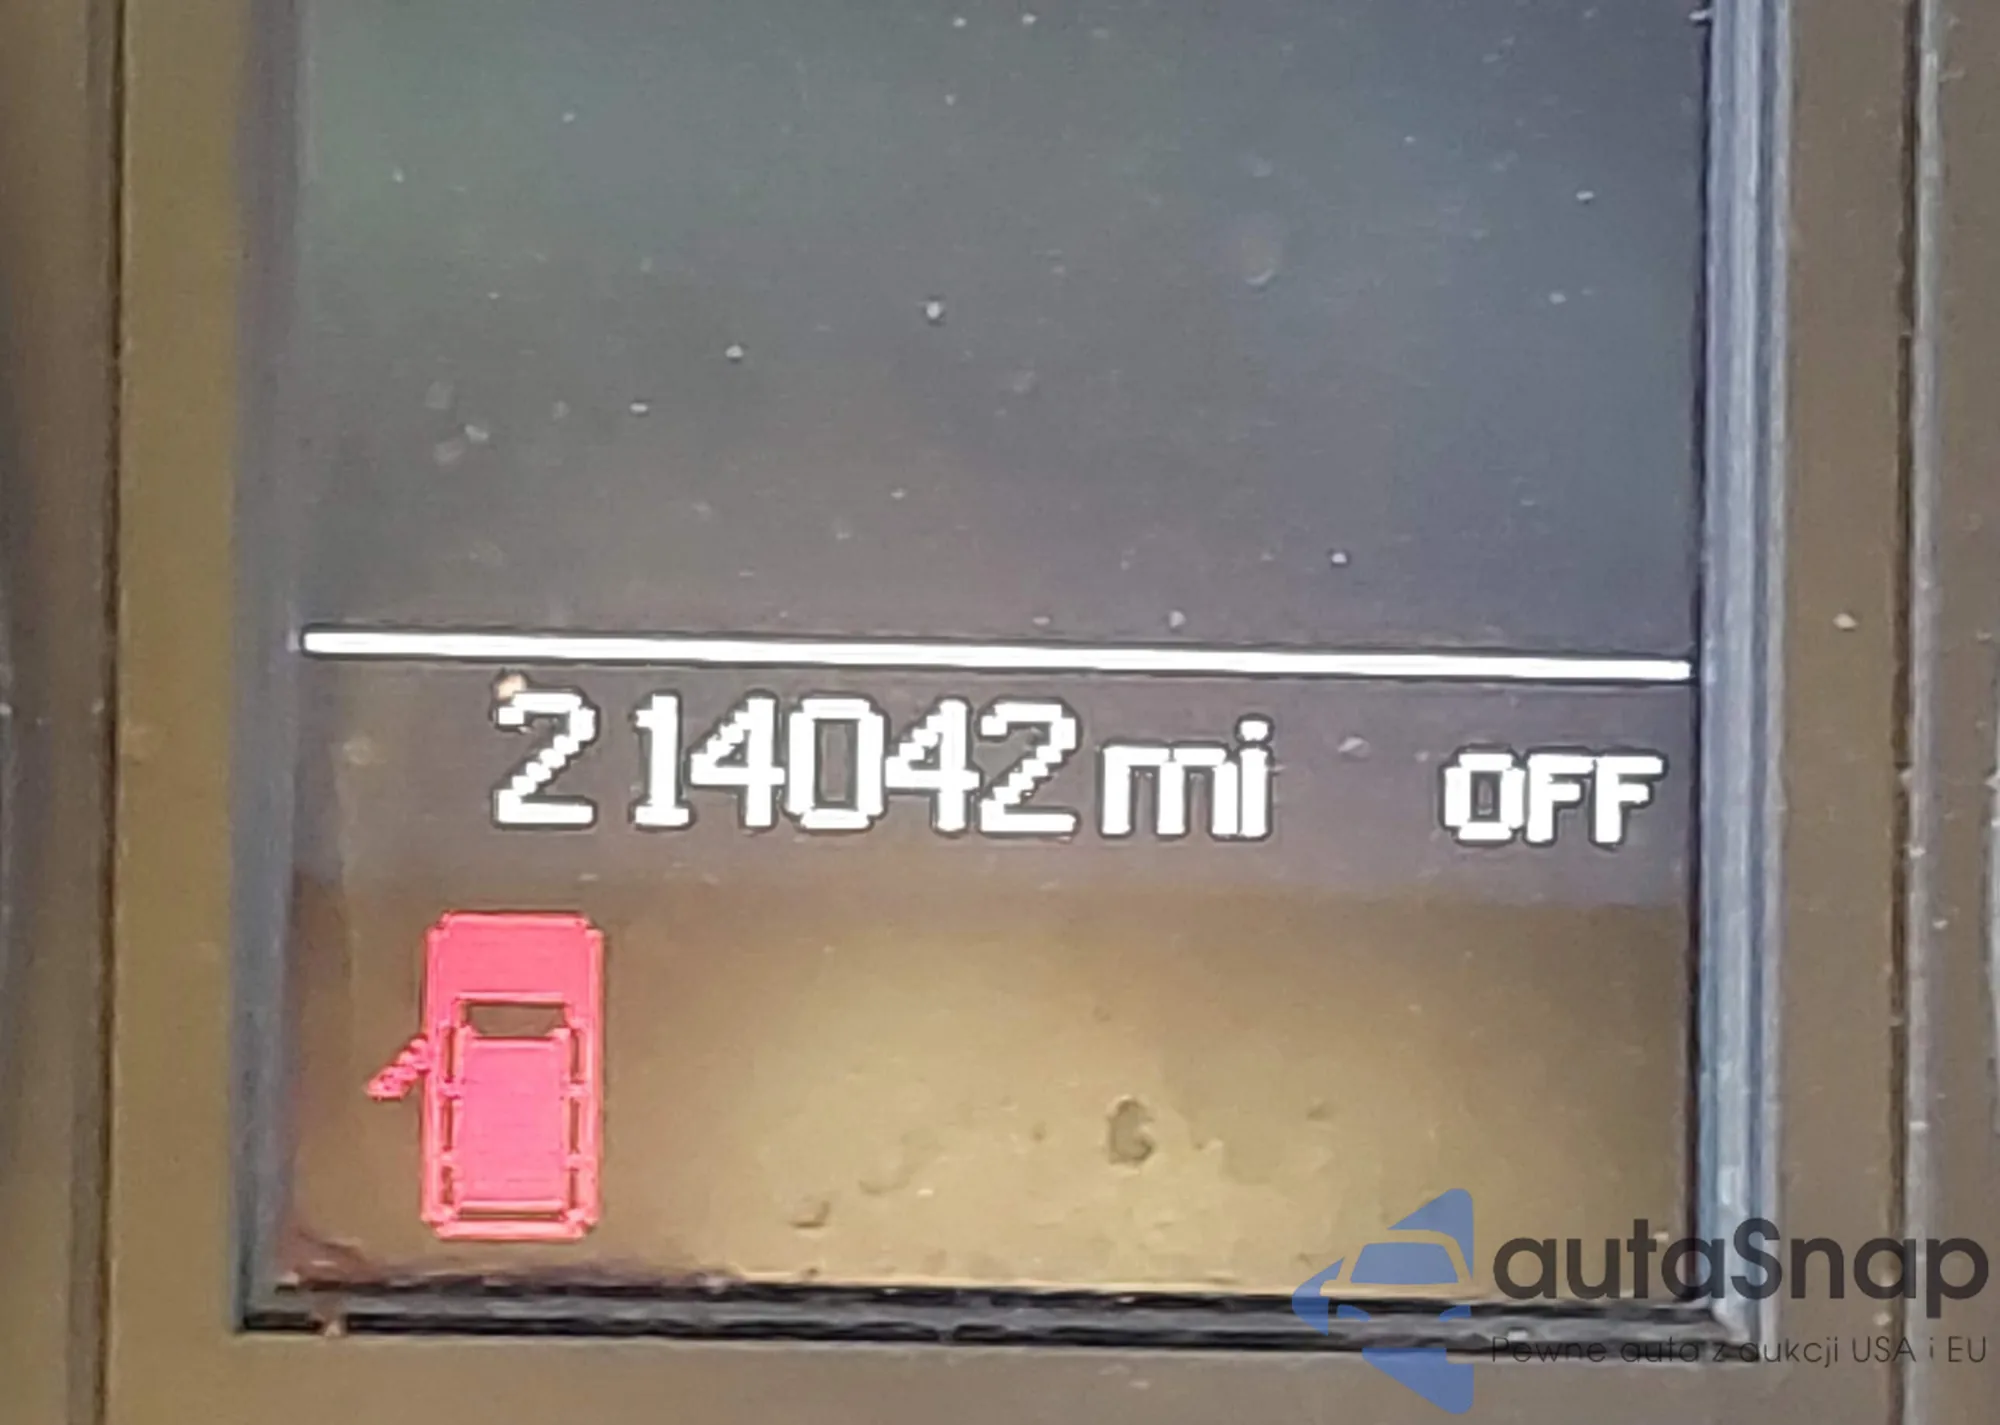 214042mi OFF
autaSnap
Pewne auta z aukcji USA i EU